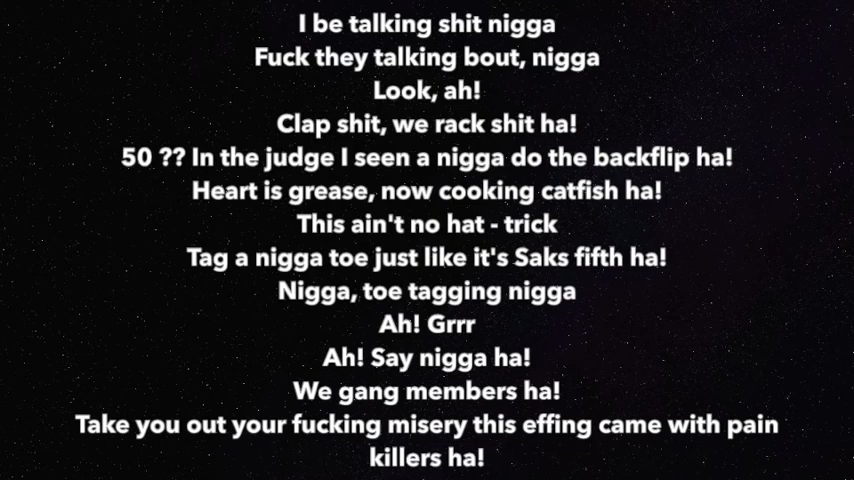 I be talking shit nigga
Fuck they talking bout, nigga
Look, ah!
Clap shit, we rack shit ha!
50 ?? In the judge I seen a nigga do the backflip ha!
Heart is grease, now cooking catfish ha!
This ain't no hat - trick
Tag a nigga toe just like it's Saks fifth ha!
Nigga, toe tagging nigga
Ah! Grrr
Ah! Say nigga ha!
We gang members ha!
Take you out your fucking misery this effing came with pain
killers ha!